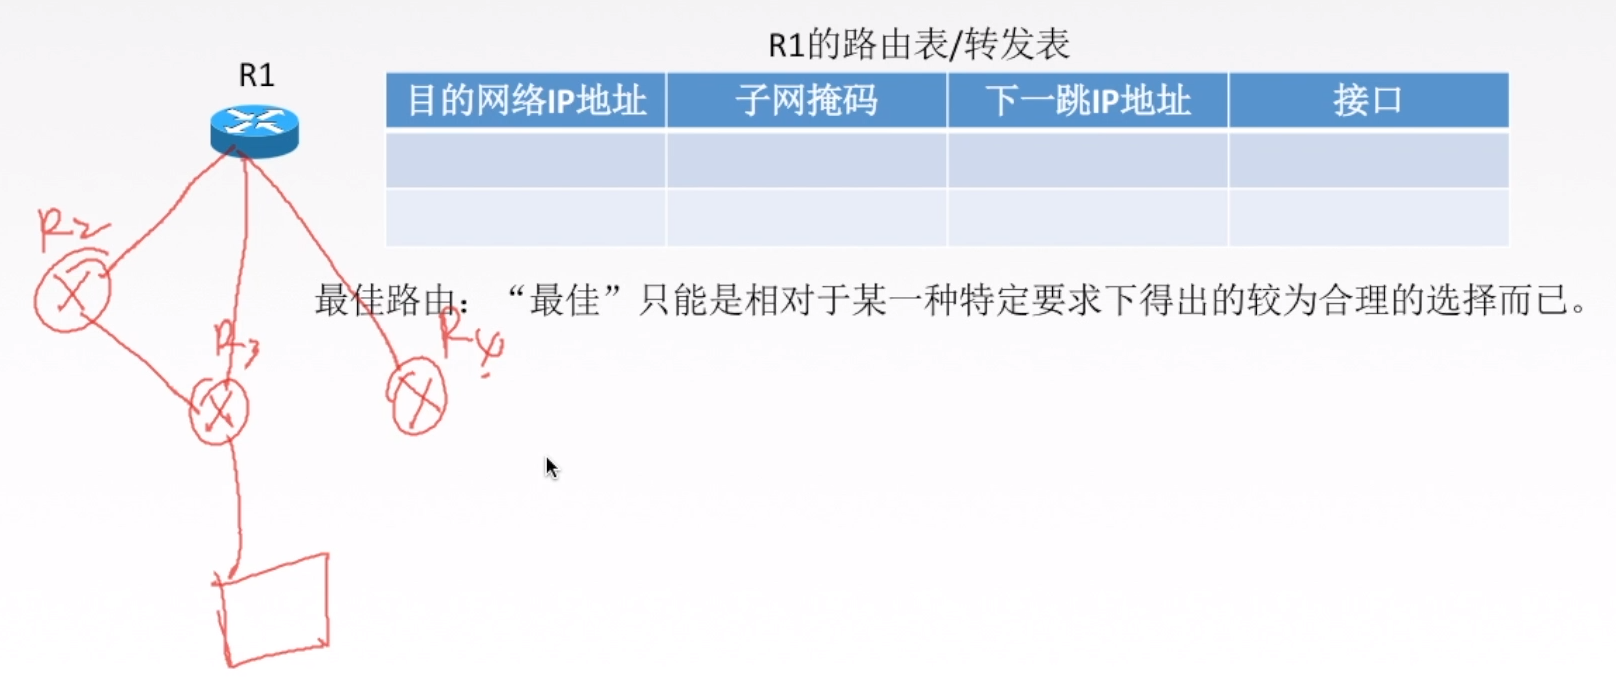 R1的路由表/转发表
R1
目的网络IP地址 子网掩码 下一跳IP地址 接口
R2
最佳路由：“最佳”只能是相对于某一种特定要求下得出的较为合理的选择而已。
R3
R4